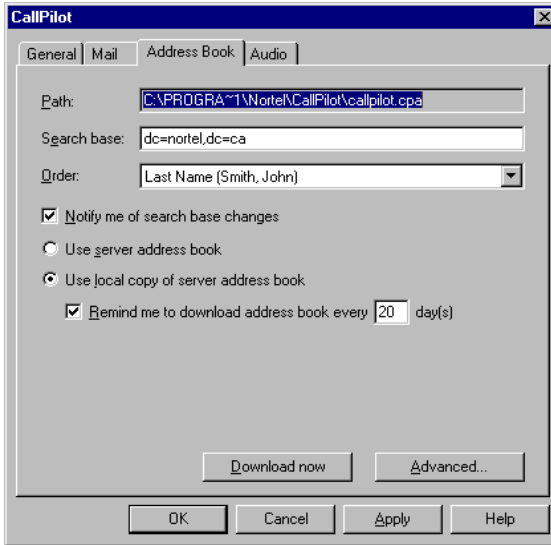 CallPilot
General Mail Address Book Audio
Path: C:\PROGRA~1\Nortel\CallPilot\callpilot.cpa
Search base: dc=nortel,dc=ca
Order: Last Name (Smith, John)
Notify me of search base changes
Use server address book
Use local copy of server address book
Remind me to download address book every 20 day(s)
Download now Advanced...
OK Cancel Apply Help